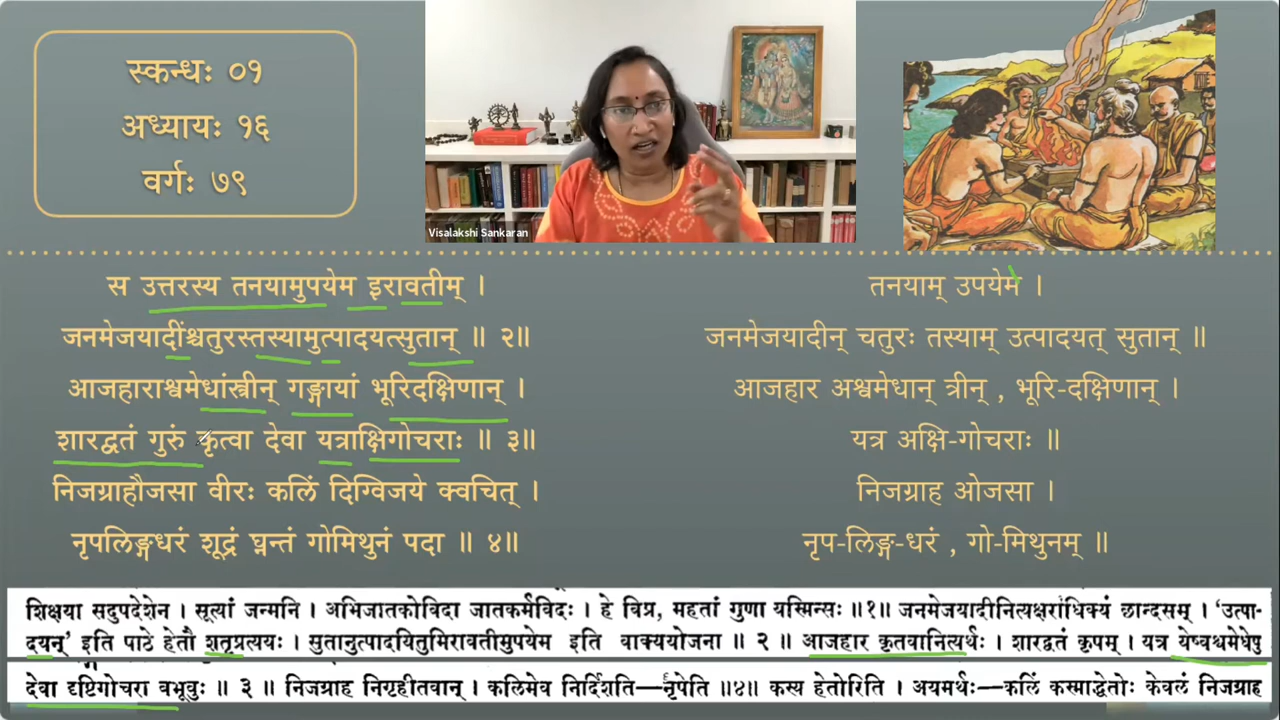 स्कन्धः ०१
अध्यायः १६
वर्गः ७९
Visalakshi Sankaran
स उत्तरस्य तनयामुपयेम इरावतीम् ।
जनमेजयादींश्चतुरस्तस्यामुत्पादयत्सुतान् ॥ २॥
आजहाराश्वमेधांस्त्रीन् गङ्गायां भूरिदक्षिणान् ।
शारद्वतं गुरुं कृत्वा देवा यत्राक्षिगोचराः ॥ ३॥
निजग्राहौजसा वीरः कलिं दिग्विजये क्वचित् ।
नृपलिङ्गधरं शूद्रं घ्नन्तं गोमिथुनं पदा ॥ ४॥
तनयाम् उपयेमे ।
जनमेजयादीन् चतुरः तस्याम् उत्पादयत् सुतान् ॥
आजहार अश्वमेधान् त्रीन् , भूरि-दक्षिणान् ।
यत्र अक्षि-गोचराः ॥
निजग्राह ओजसा ।
नृप-लिङ्ग-धरं , गो-मिथुनम् ॥
शिक्षया सदुपदेशेन । सूत्यां जन्मनि । अभिजातकोविदा जातकर्मविदः । हे विप्र, महतां गुणा यस्मिन्सः ॥१॥ जनमेजयादीनित्यक्षराधिक्यं छान्दसम् । ‘उत्पा-
दयन्’ इति पाठे हेतौ शतृप्रत्ययः । सुतानुत्पादयितुमिरावतीमुपयेम इति वाक्ययोजना ॥ २ ॥ आजहार कृतवानित्यर्थः । शारद्वतं कृपम् । यत्र येष्वश्वमेधेषु
देवा दृष्टिगोचरा बभूवुः ॥ ३ ॥ निजग्राह निगृहीतवान् । कलिमेव निर्दिशति—नृपेति ॥४॥ कस्य हेतोरिति । अयमर्थः—कलिं कस्माद्धेतोः केवलं निजग्राह